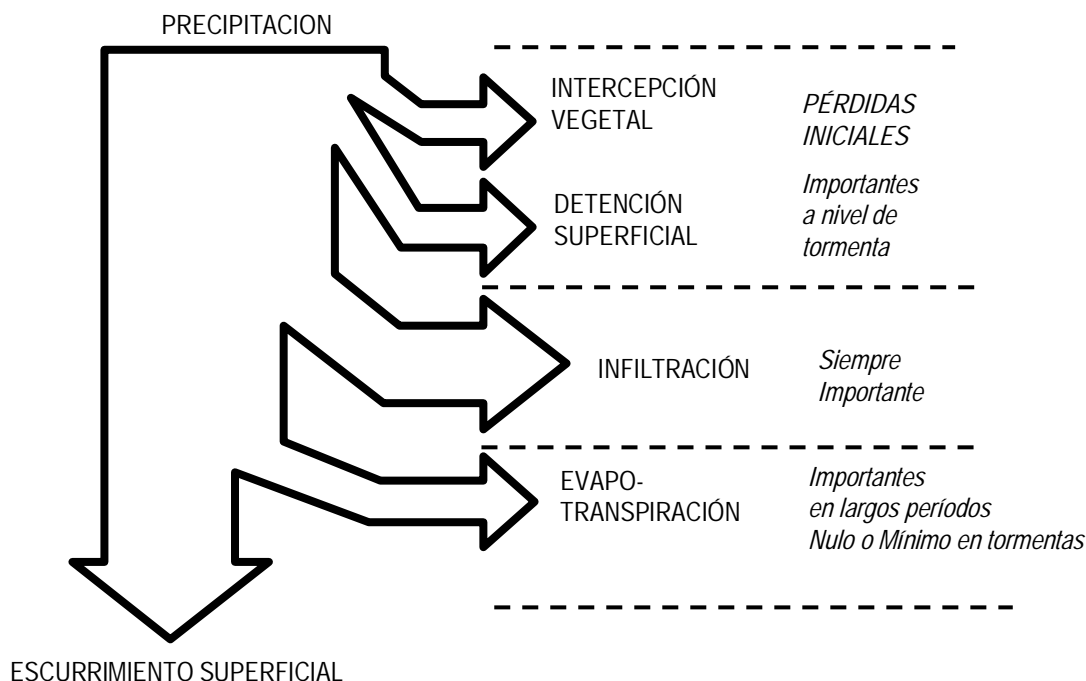 PRECIPITACION
INTERCEPCIÓN
VEGETAL
PÉRDIDAS
INICIALES
DETENCIÓN
SUPERFICIAL
Importantes
a nivel de
tormenta
INFILTRACIÓN
Siempre
Importante
EVAPO-
TRANSPIRACIÓN
Importantes
en largos períodos
Nulo o Mínimo en tormentas
ESCURRIMIENTO SUPERFICIAL